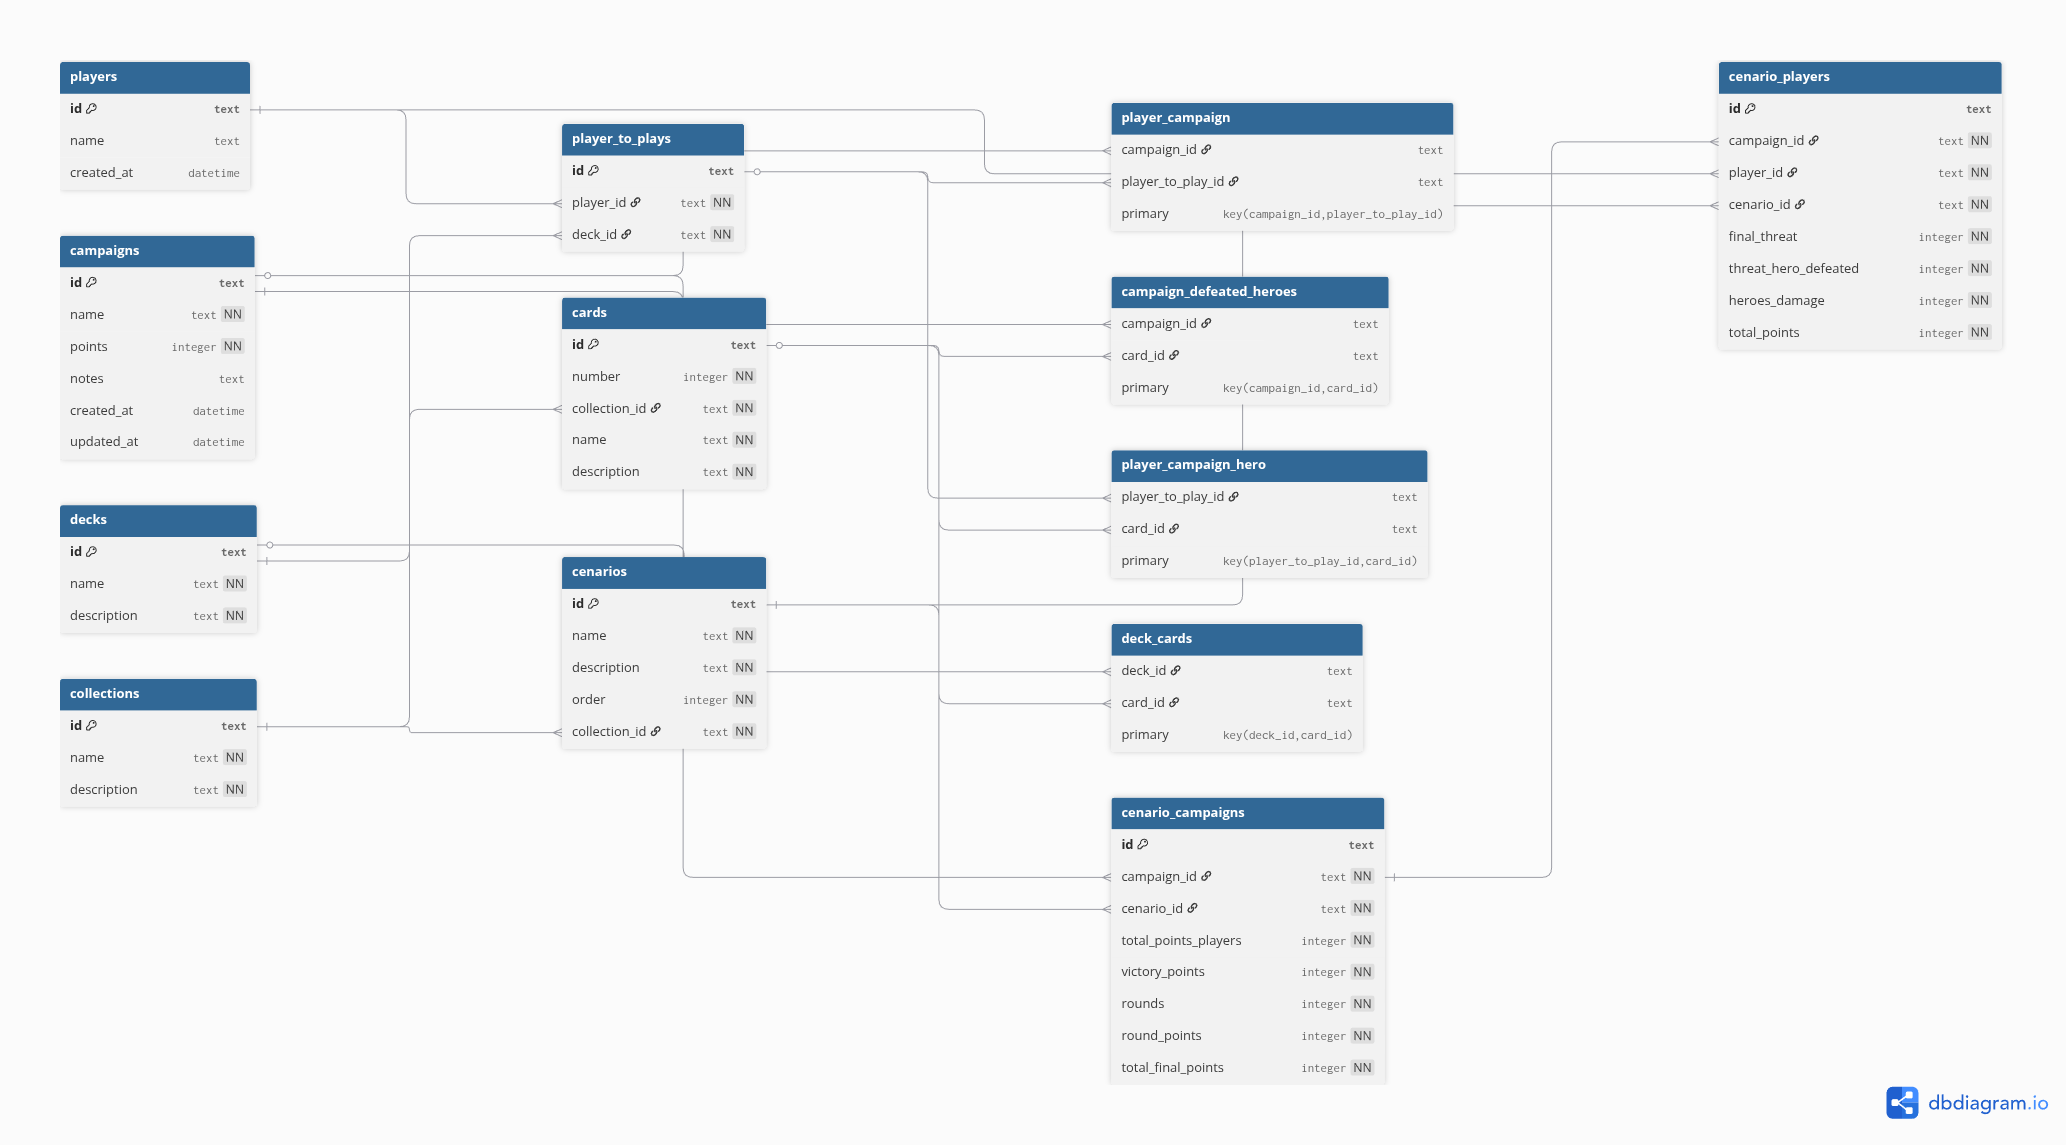 players
id text
name text
created_at datetime
campaigns
id text
name text NN
points integer NN
notes text
created_at datetime
updated_at datetime
decks
id text
name text NN
description text NN
collections
id text
name text NN
description text NN
player_to_plays
id text
player_id text NN
deck_id text NN
cards
id text
number integer NN
collection_id text NN
name text NN
description text NN
cenarios
id text
name text NN
description text NN
order integer NN
collection_id text NN
player_campaign
campaign_id text
player_to_play_id text
primary key(campaign_id,player_to_play_id)
campaign_defeated_heroes
campaign_id text
card_id text
primary key(campaign_id,card_id)
player_campaign_hero
player_to_play_id text
card_id text
primary key(player_to_play_id,card_id)
deck_cards
deck_id text
card_id text
primary key(deck_id,card_id)
cenario_campaigns
id text
campaign_id text NN
cenario_id text NN
total_points_players integer NN
victory_points integer NN
rounds integer NN
round_points integer NN
total_final_points integer NN
cenario_players
id text
campaign_id text NN
player_id text NN
cenario_id text NN
final_threat integer NN
threat_hero_defeated integer NN
heroes_damage integer NN
total_points integer NN
dbdiagram.io